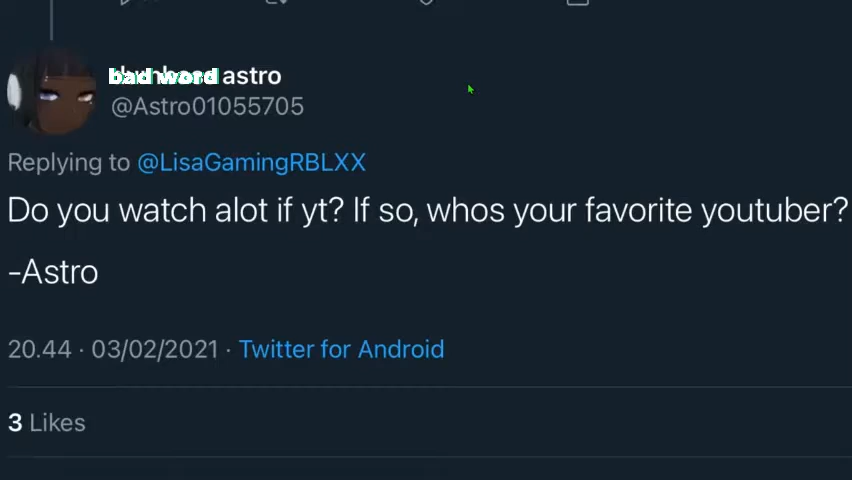 bad word astro
@Astro01055705
Replying to @LisaGamingRBLXX
Do you watch alot if yt? If so, whos your favorite youtuber?
-Astro
20.44 · 03/02/2021 · Twitter for Android
3 Likes